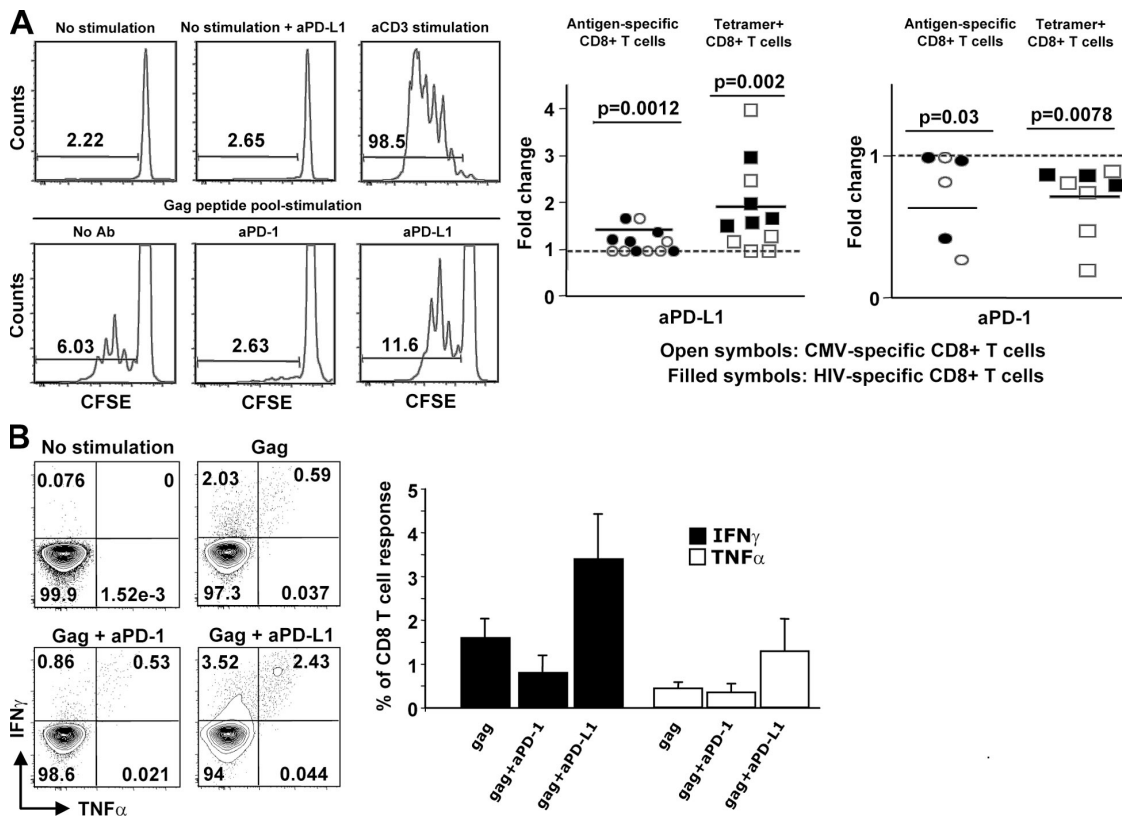 A
No stimulation
No stimulation + aPD-L1
aCD3 stimulation
Counts
2.22
2.65
98.5
Gag peptide pool-stimulation
No Ab
aPD-1
aPD-L1
Counts
6.03
2.63
11.6
CFSE
CFSE
CFSE
Antigen-specific
CD8+ T cells
Tetramer+
CD8+ T cells
p=0.0012
p=0.002
Fold change
4
3
2
1
0
aPD-L1
Antigen-specific
CD8+ T cells
Tetramer+
CD8+ T cells
p=0.03
p=0.0078
Fold change
1
0
aPD-1
Open symbols: CMV-specific CD8+ T cells
Filled symbols: HIV-specific CD8+ T cells
B
No stimulation
0.076
0
99.9
1.52e-3
Gag
2.03
0.59
97.3
0.037
Gag + aPD-1
0.86
0.53
98.6
0.021
Gag + aPD-L1
3.52
2.43
94
0.044
IFNγ
TNFα
% of CD8 T cell response
5
4
3
2
1
0
IFNγ
TNFα
gag
gag+aPD-1
gag+aPD-L1
gag
gag+aPD-1
gag+aPD-L1